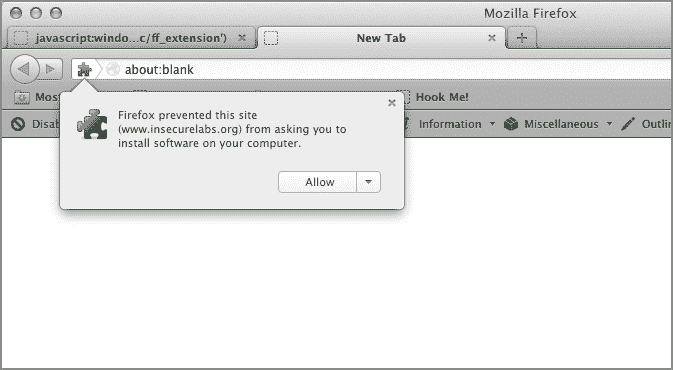 Mozilla Firefox
javascript:windo...c/ff_extension')
New Tab
about:blank
Hook Me!
Information
Miscellaneous
Firefox prevented this site
(www.insecurelabs.org) from asking you to
install software on your computer.
Allow